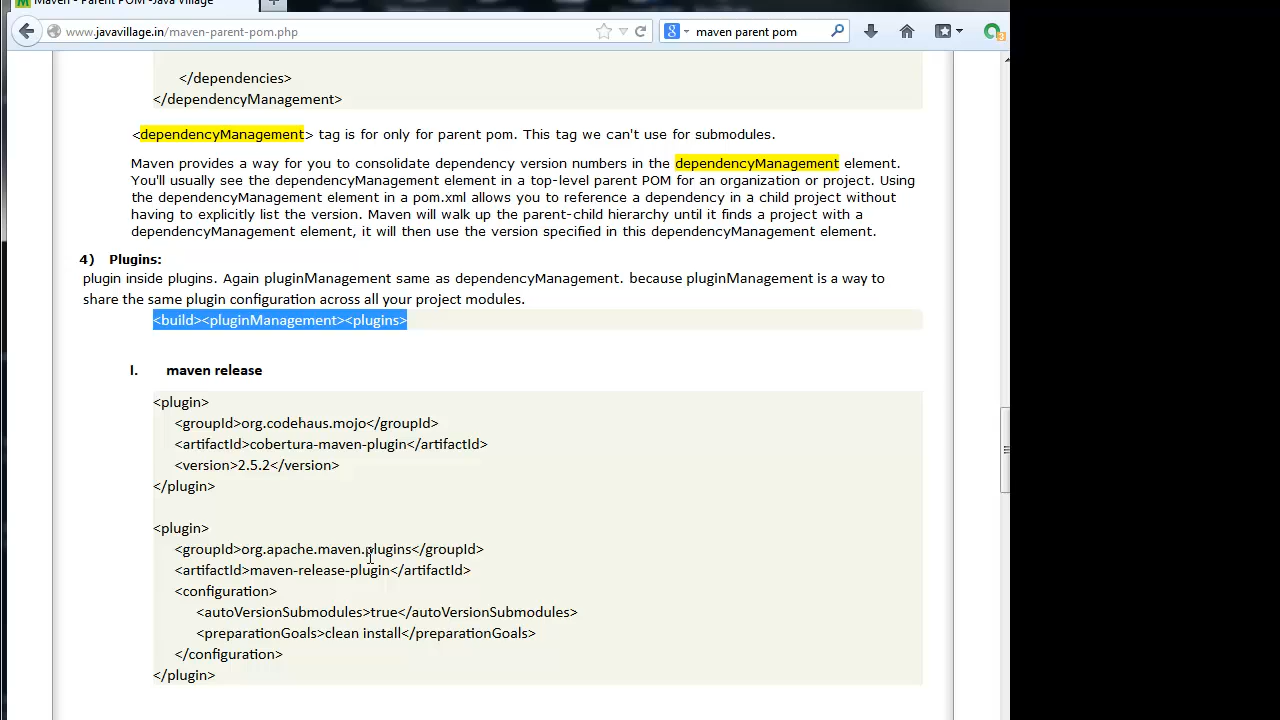 Maven - Parent POM -Java Village
www.javavillage.in/maven-parentpom.php
maven parent pom
3
</dependencies>
</dependencyManagement>
<dependencyManagement> tag is for only for parent pom. This tag we can't use for submodules.
Maven provides a way for you to consolidate dependency version numbers in the dependencyManagement element.
You'll usually see the dependencyManagement element in a top-level parent POM for an organization or project. Using
the dependencyManagement element in a pom.xml allows you to reference a dependency in a child project without
having to explicitly list the version. Maven will walk up the parent-child hierarchy until it finds a project with a
dependencyManagement element, it will then use the version specified in this dependencyManagement element.
4) Plugins:
plugin inside plugins. Again pluginManagement same as dependencyManagement. because pluginManagement is a way to
share the same plugin configuration across all your project modules.
<build><pluginManagement><plugins>
I. maven release
<plugin>
<groupId>org.codehaus.mojo</groupId>
<artifactId>cobertura-maven-plugin</artifactId>
<version>2.5.2</version>
</plugin>
<plugin>
<groupId>org.apache.maven.plugins</groupId>
<artifactId>maven-release-plugin</artifactId>
<configuration>
<autoVersionSubmodules>true</autoVersionSubmodules>
<preparationGoals>clean install</preparationGoals>
</configuration>
</plugin>